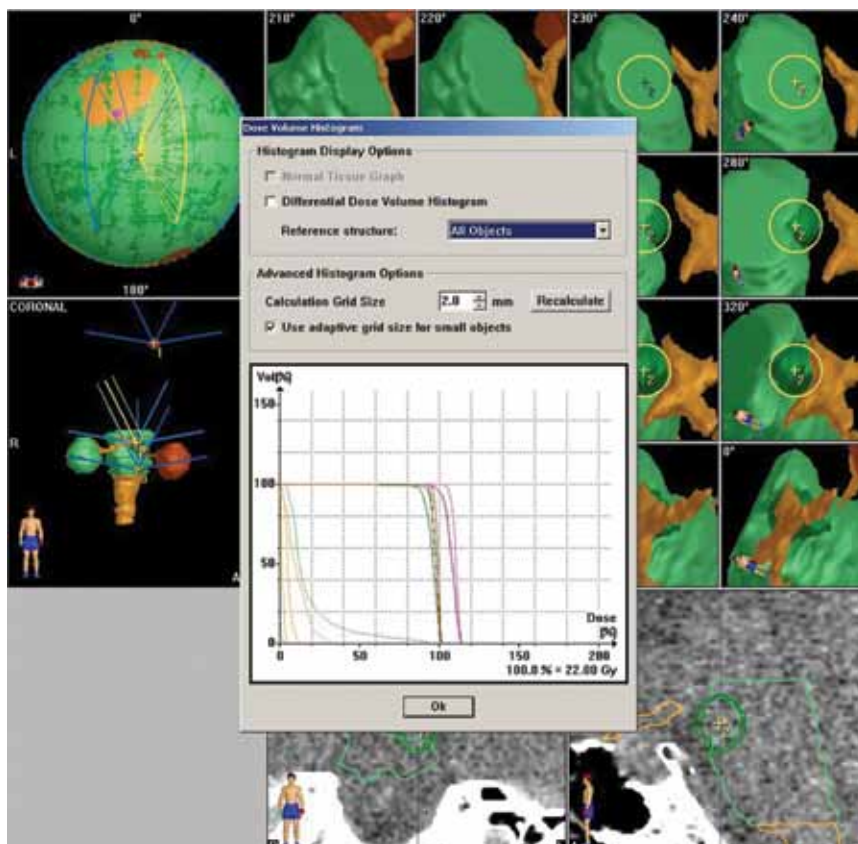 0°
210°
220°
230°
240°
L
180°
280°
320°
0°
CORONAL
R
A
Dose Volume Histogram
Histogram Display Options
Normal Tissue Graph
Differential Dose Volume Histogram
Reference structure: All Objects
Advanced Histogram Options
Calculation Grid Size 2.0 mm Recalculate
Use adaptive grid size for small objects
Vol[%]
150
100
50
0
0 50 100 150 200
Dose
[%]
100.0 % = 22.00 Gy
Ok